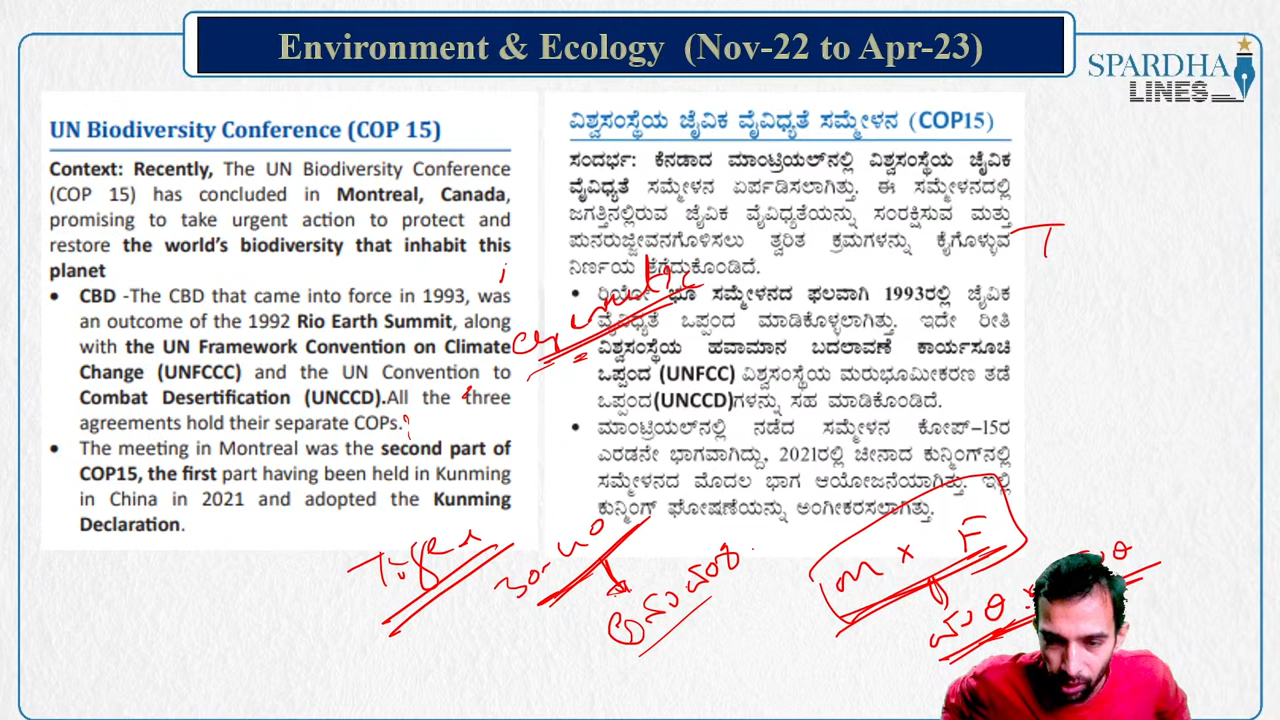 Environment & Ecology (Nov-22 to Apr-23)
SPARDHA
LINES
UN Biodiversity Conference (COP 15)
Context: Recently, The UN Biodiversity Conference
(COP 15) has concluded in Montreal, Canada,
promising to take urgent action to protect and
restore the world's biodiversity that inhabit this
planet
• CBD -The CBD that came into force in 1993, was
an outcome of the 1992 Rio Earth Summit, along
with the UN Framework Convention on Climate
Change (UNFCCC) and the UN Convention to
Combat Desertification (UNCCD).All the three
agreements hold their separate COPs.
• The meeting in Montreal was the second part of
COP15, the first part having been held in Kunming
in China in 2021 and adopted the Kunming
Declaration.
ವಿಶ್ವಸಂಸ್ಥೆಯ ಜೈವಿಕ ವೈವಿಧ್ಯತೆ ಸಮ್ಮೇಳನ (COP15)
ಸಂದರ್ಭ: ಕೆನಡಾದ ಮಾಂಟ್ರಿಯಲ್‌ನಲ್ಲಿ ವಿಶ್ವಸಂಸ್ಥೆಯ ಜೈವಿಕ
ವೈವಿಧ್ಯತೆ ಸಮ್ಮೇಳನ ಏರ್ಪಡಿಸಲಾಗಿತ್ತು. ಈ ಸಮ್ಮೇಳನದಲ್ಲಿ
ಜಗತ್ತಿನಲ್ಲಿರುವ ಜೈವಿಕ ವೈವಿಧ್ಯತೆಯನ್ನು ಸಂರಕ್ಷಿಸುವ ಮತ್ತು
ಪುನರುಜ್ಜೀವನಗೊಳಿಸಲು ತ್ವರಿತ ಕ್ರಮಗಳನ್ನು ಕೈಗೊಳ್ಳುವ
ನಿರ್ಣಯ ತೆಗೆದುಕೊಂಡಿದೆ.
• ರಿಯೋ ಭೂ ಸಮ್ಮೇಳನದ ಫಲವಾಗಿ 1993ರಲ್ಲಿ ಜೈವಿಕ
ವೈವಿಧ್ಯತೆ ಒಪ್ಪಂದ ಮಾಡಿಕೊಳ್ಳಲಾಗಿತ್ತು. ಇದೇ ರೀತಿ
ವಿಶ್ವಸಂಸ್ಥೆಯ ಹವಾಮಾನ ಬದಲಾವಣೆ ಕಾರ್ಯಸೂಚಿ
ಒಪ್ಪಂದ (UNFCC) ವಿಶ್ವಸಂಸ್ಥೆಯ ಮರುಭೂಮೀಕರಣ ತಡೆ
ಒಪ್ಪಂದ(UNCCD)ಗಳನ್ನು ಸಹ ಮಾಡಿಕೊಂಡಿದೆ.
• ಮಾಂಟ್ರಿಯಲ್‌ನಲ್ಲಿ ನಡೆದ ಸಮ್ಮೇಳನ ಕೋಪ್-15ರ
ಎರಡನೇ ಭಾಗವಾಗಿದ್ದು, 2021ರಲ್ಲಿ ಚೀನಾದ ಕುನ್ಮಿಂಗ್‌ನಲ್ಲಿ
ಸಮ್ಮೇಳನದ ಮೊದಲ ಭಾಗ ಆಯೋಜನೆಯಾಗಿತ್ತು. ಇಲ್ಲಿ
ಕುನ್ಮಿಂಗ್ ಘೋಷಣೆಯನ್ನು ಅಂಗೀಕರಿಸಲಾಗಿತ್ತು.
30-40
M x F